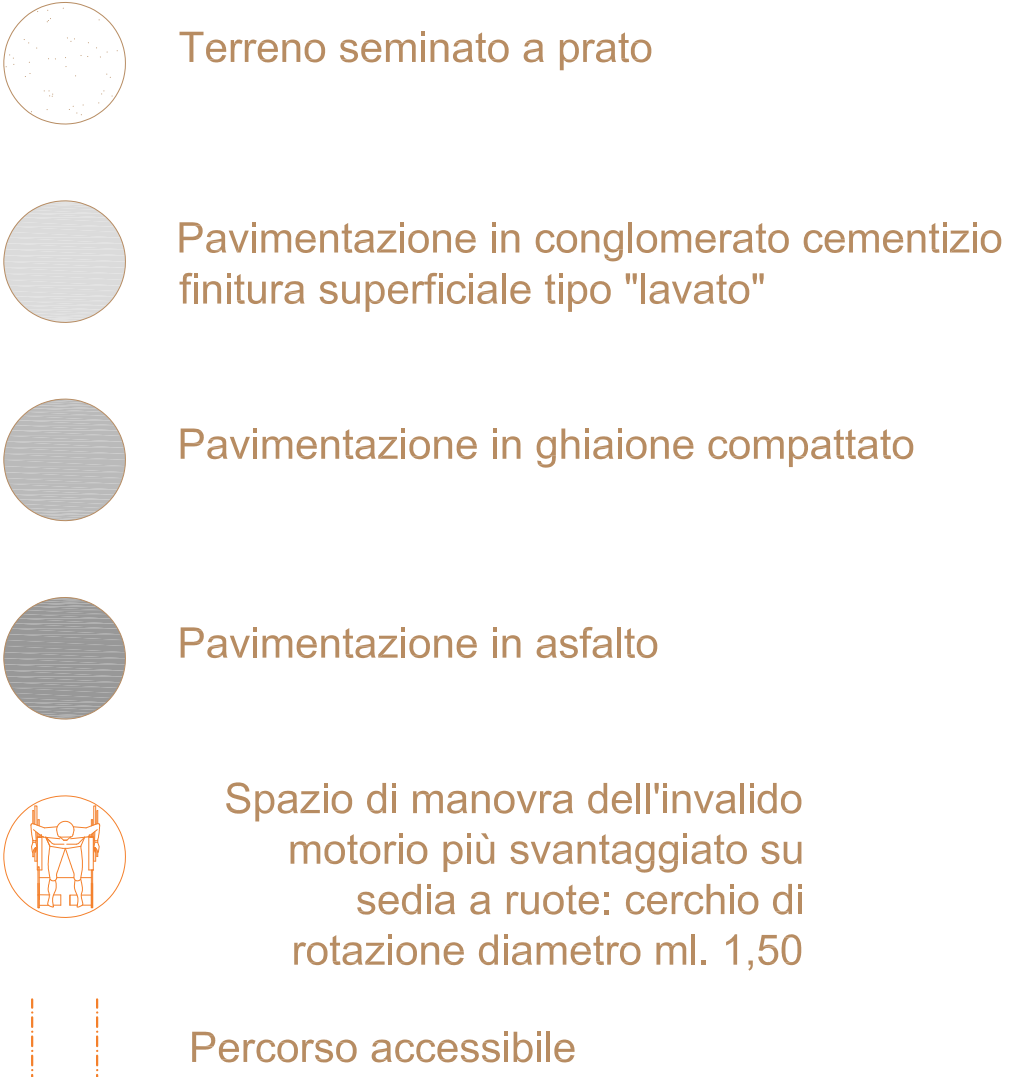 Terreno seminato a prato
Pavimentazione in conglomerato cementizio
finitura superficiale tipo "lavato"
Pavimentazione in ghiaione compattato
Pavimentazione in asfalto
Spazio di manovra dell'invalido
motorio più svantaggiato su
sedia a ruote: cerchio di
rotazione diametro ml. 1,50
Percorso accessibile